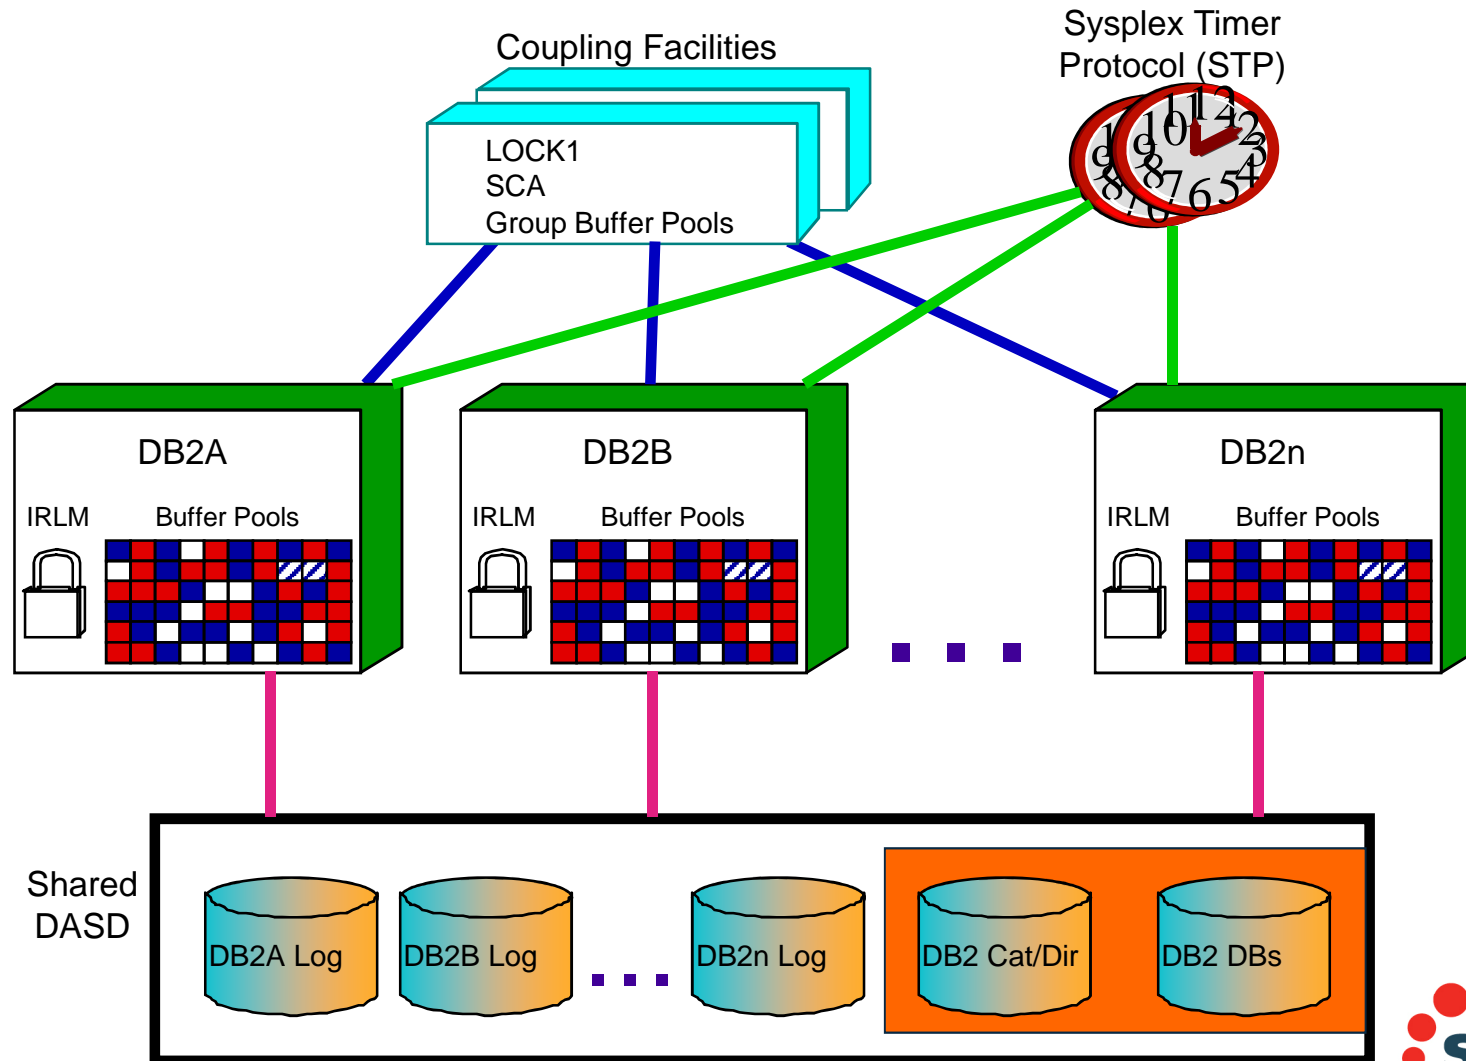 Coupling Facilities
Sysplex Timer
Protocol (STP)
LOCK1
SCA
Group Buffer Pools
DB2A
IRLM
Buffer Pools
DB2B
IRLM
Buffer Pools
DB2n
IRLM
Buffer Pools
Shared
DASD
DB2A Log
DB2B Log
DB2n Log
DB2 Cat/Dir
DB2 DBs